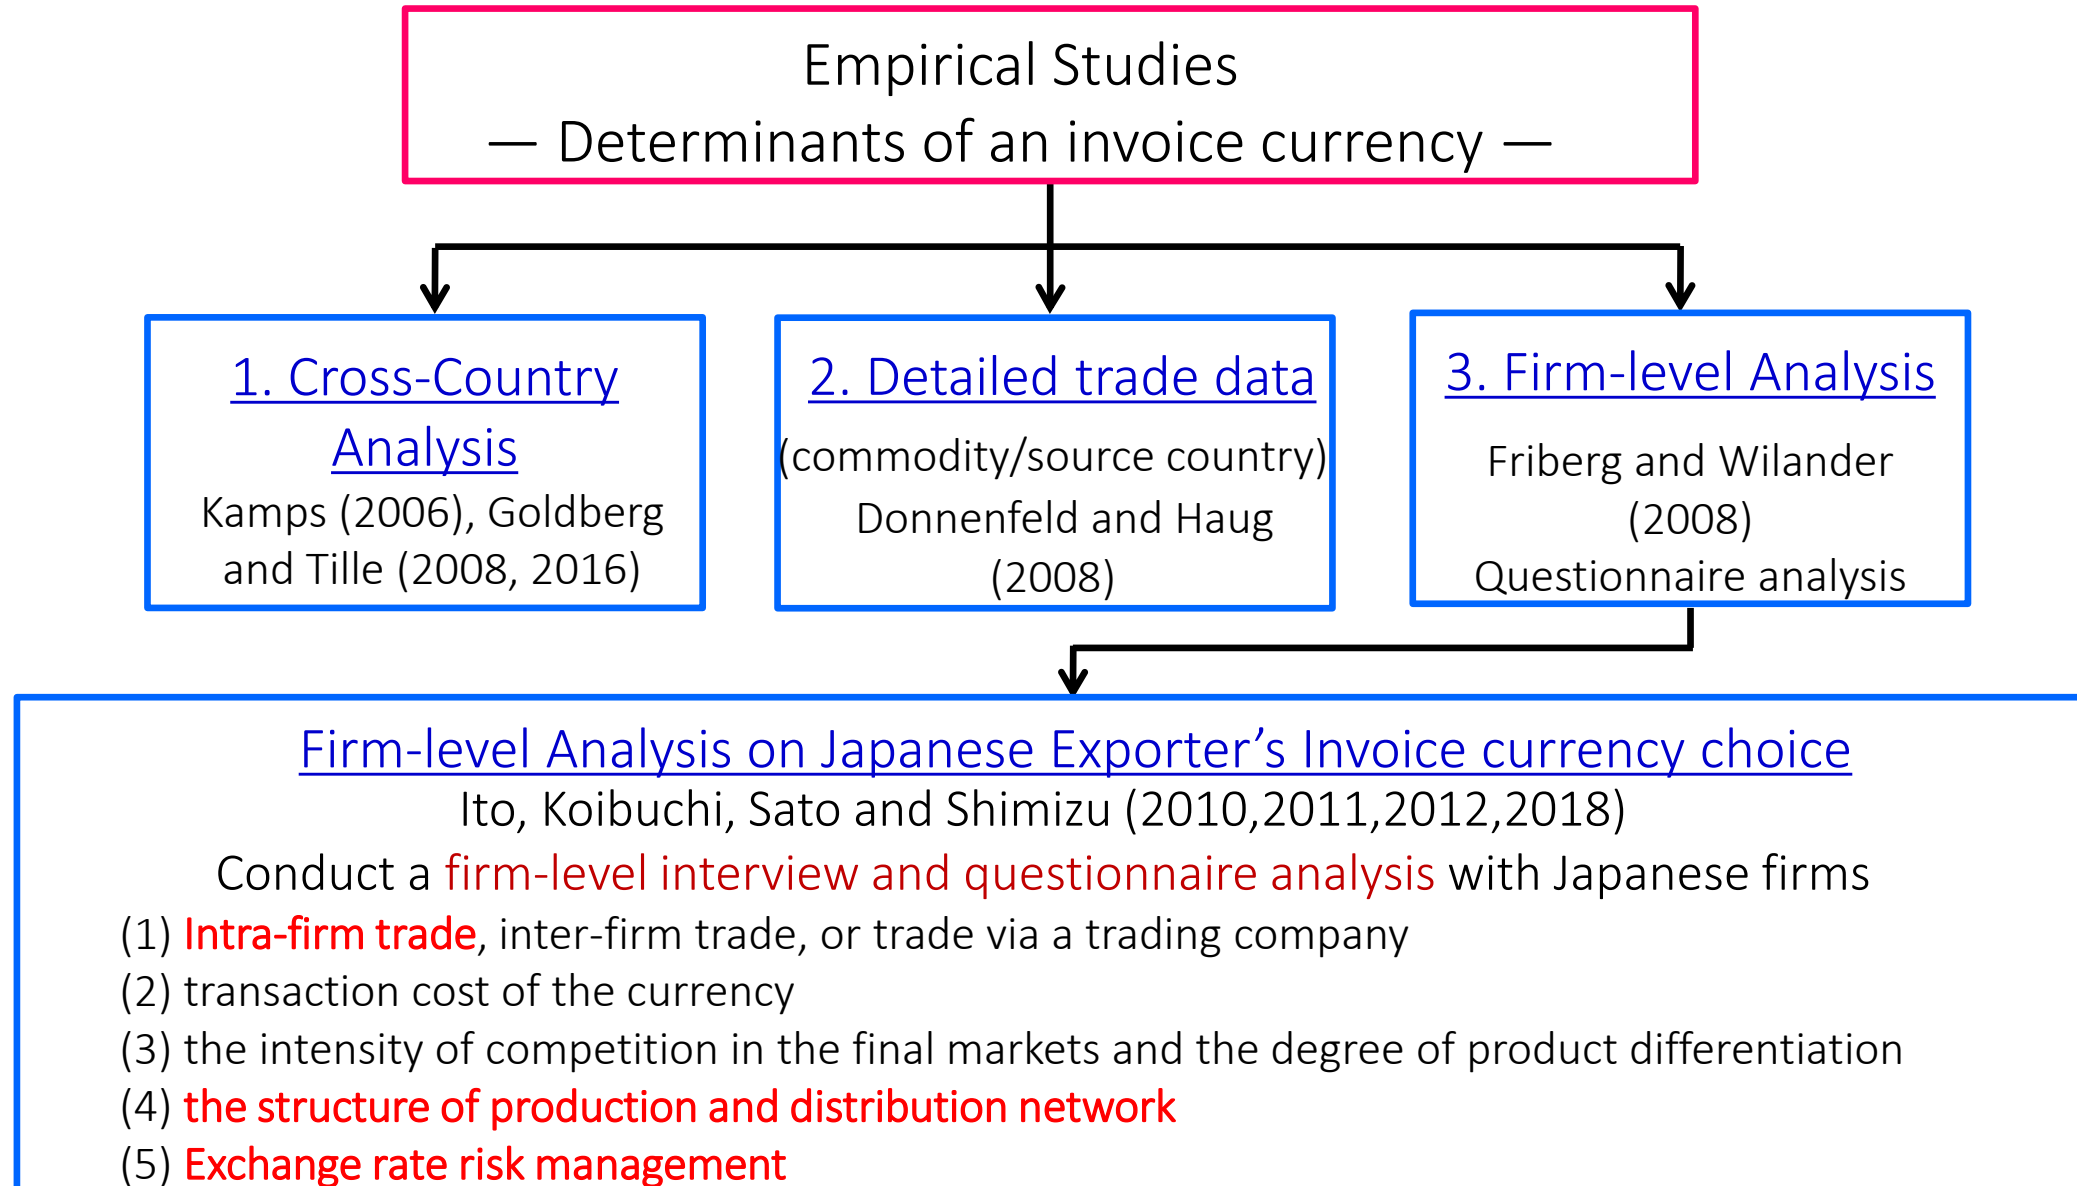 Empirical Studies
— Determinants of an invoice currency —
1. Cross-Country
Analysis
Kamps (2006), Goldberg
and Tille (2008, 2016)
2. Detailed trade data
(commodity/source country)
Donnenfeld and Haug
(2008)
3. Firm-level Analysis
Friberg and Wilander
(2008)
Questionnaire analysis
Firm-level Analysis on Japanese Exporter’s Invoice currency choice
Ito, Koibuchi, Sato and Shimizu (2010,2011,2012,2018)
Conduct a firm-level interview and questionnaire analysis with Japanese firms
(1) Intra-firm trade, inter-firm trade, or trade via a trading company
(2) transaction cost of the currency
(3) the intensity of competition in the final markets and the degree of product differentiation
(4) the structure of production and distribution network
(5) Exchange rate risk management